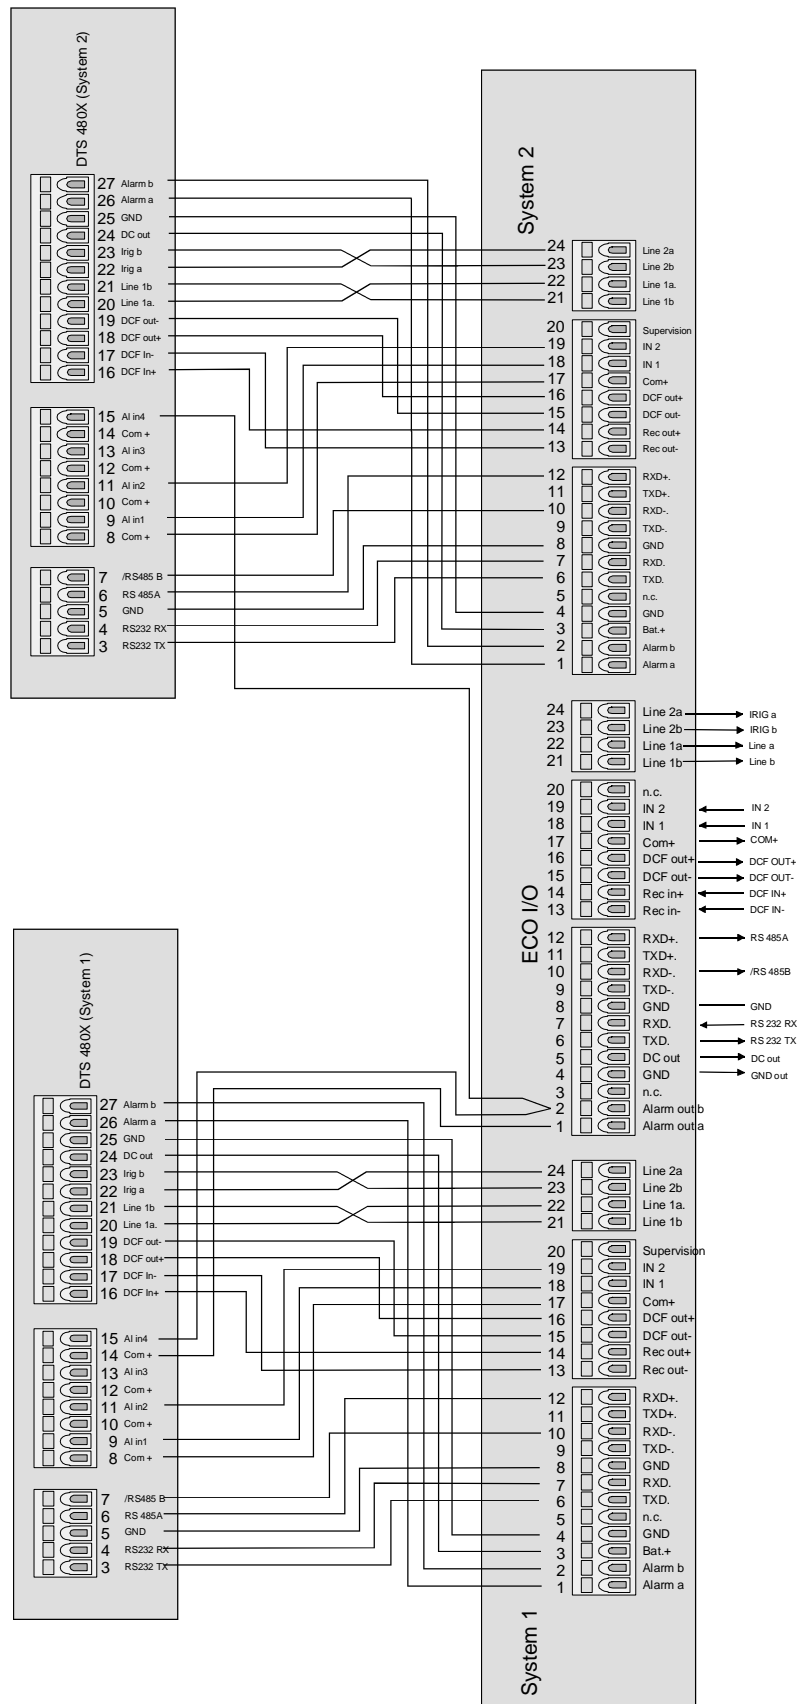 DTS 480X (System 2)
27 Alarm b
26 Alarm a
25 GND
24 DC out
23 Irig b
22 Irig a
21 Line 1b
20 Line 1a.
19 DCF out-
18 DCF out+
17 DCF In-
16 DCF In+
15 Al in4
14 Com +
13 Al in3
12 Com +
11 Al in2
10 Com +
9 Al in1
8 Com +
7 /RS485 B
6 RS 485A
5 GND
4 RS232 RX
3 RS232 TX
System 2
24 Line 2a
23 Line 2b
22 Line 1a.
21 Line 1b
20 Supervision
19 IN 2
18 IN 1
17 Com+
16 DCF out+
15 DCF out-
14 Rec out+
13 Rec out-
12 RXD+.
11 TXD+.
10 RXD-.
9 TXD-.
8 GND
7 RXD.
6 TXD.
5 n.c.
4 GND
3 Bat.+
2 Alarm b
1 Alarm a
ECO I/O
24 Line 2a IRIG a
23 Line 2b IRIG b
22 Line 1a Line a
21 Line 1b Line b
20 n.c.
19 IN 2 IN 2
18 IN 1 IN 1
17 Com+ COM+
16 DCF out+ DCF OUT+
15 DCF out- DCF OUT-
14 Rec in+ DCF IN+
13 Rec in- DCF IN-
12 RXD+. RS 485A
11 TXD+.
10 RXD-. /RS 485B
9 TXD-.
8 GND GND
7 RXD. RS 232 RX
6 TXD. RS 232 TX
5 DC out DC out
4 GND GND out
3 n.c.
2 Alarm out b
1 Alarm out a
DTS 480X (System 1)
27 Alarm b
26 Alarm a
25 GND
24 DC out
23 Irig b
22 Irig a
21 Line 1b
20 Line 1a.
19 DCF out-
18 DCF out+
17 DCF In-
16 DCF In+
15 Al in4
14 Com +
13 Al in3
12 Com +
11 Al in2
10 Com +
9 Al in1
8 Com +
7 /RS485 B
6 RS 485A
5 GND
4 RS232 RX
3 RS232 TX
24 Line 2a
23 Line 2b
22 Line 1a.
21 Line 1b
20 Supervision
19 IN 2
18 IN 1
17 Com+
16 DCF out+
15 DCF out-
14 Rec out+
13 Rec out-
12 RXD+.
11 TXD+.
10 RXD-.
9 TXD-.
8 GND
7 RXD.
6 TXD.
5 n.c.
4 GND
3 Bat.+
2 Alarm b
1 Alarm a
System 1